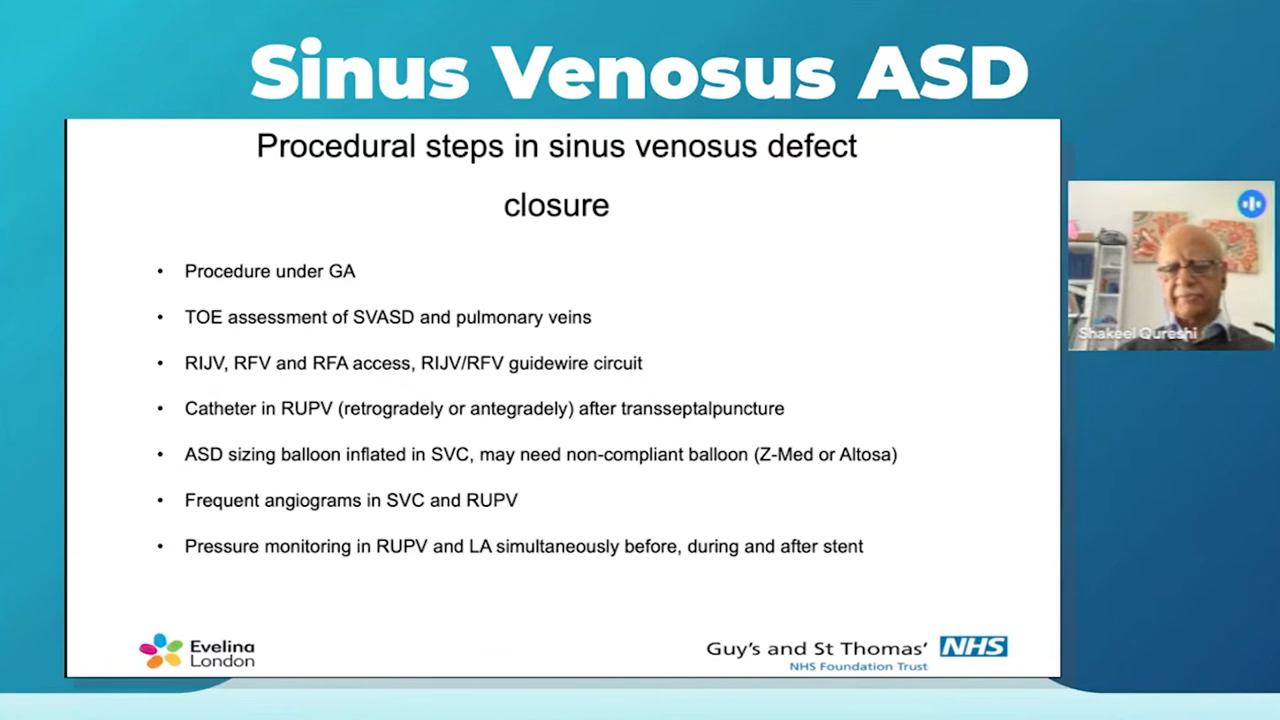 Sinus Venosus ASD
Procedural steps in sinus venosus defect
closure
• Procedure under GA
• TOE assessment of SVASD and pulmonary veins
• RIJV, RFV and RFA access, RIJV/RFV guidewire circuit
• Catheter in RUPV (retrogradely or antegradely) after transseptalpuncture
• ASD sizing balloon inflated in SVC, may need non-compliant balloon (Z-Med or Altosa)
• Frequent angiograms in SVC and RUPV
• Pressure monitoring in RUPV and LA simultaneously before, during and after stent
Shakeel Qureshi
Evelina
London
Guy's and St Thomas' NHS
NHS Foundation Trust